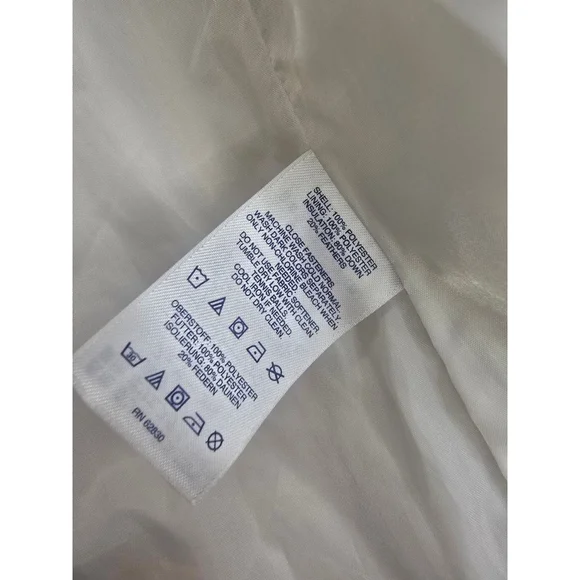 SHELL: 100% POLYESTER
LINING: 100% POLYESTER
INSULATION: 80% DOWN
20% FEATHERS
CLOSE FASTENERS
MACHINE WASH COLD NORMAL.
WASH DARK COLORS SEPARATELY
ONLY NON-CHLORINE BLEACH WHEN
NEEDED.
DO NOT USE FABRIC SOFTENER.
TUMBLE DRY LOW WITH CLEAN
TENNIS BALLS.
COOL IRON IF NEEDED.
DO NOT DRY CLEAN.
OBERSTOFF: 100% POLYESTER
FUTTER: 100% POLYESTER
ISOLIERUNG: 80% DAUNEN
20% FEDERN
30
RN 62830